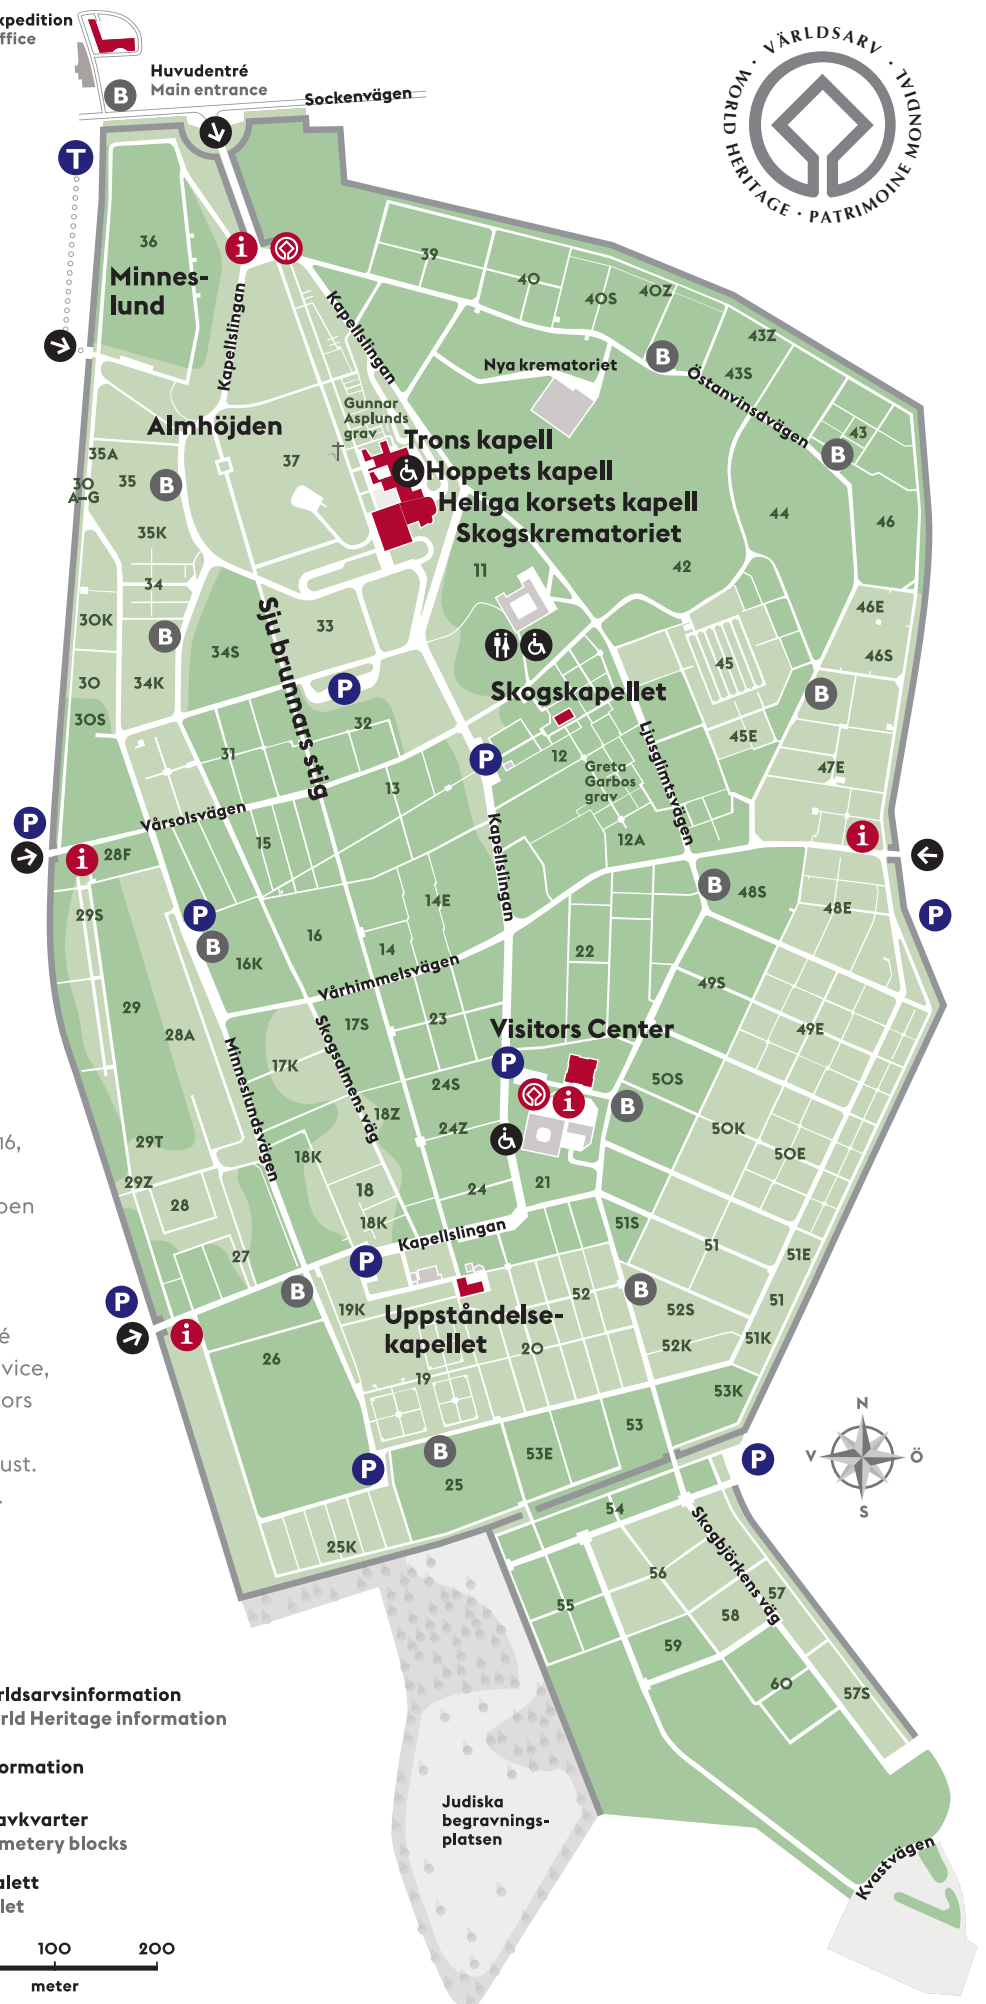 xpedition
ffice
Huvudentré
Main entrance
B
Sockenvägen
VÄRLDSARV · WORLD HERITAGE · PATRIMOINE MONDIAL ·
T
36
Minnes-
lund
i
39
40
40S
40Z
43Z
43S
43
B
B
Östanvinsdvägen
Kapellslingan
Kapellslingan
Nya krematoriet
Gunnar
Asplunds
grav
Almhöjden
37
Trons kapell
Hoppets kapell
Heliga korsets kapell
Skogskrematoriet
35A
30
A-G
35
B
35K
34
30K
B
34S
34K
30
30S
33
Sju brunnars stig
P
32
31
11
42
44
46
46E
46S
45
B
45E
47E
Skogskapellet
12
Greta
Garbos
grav
Ljusglimtsvägen
12A
P
13
Kapellslingan
Vårsolsvägen
15
P
i
28F
29S
P
B
16K
16
14E
14
Vårhimmelsvägen
22
B
48S
48E
i
P
49S
49E
29
28A
17S
23
Visitors Center
P
i
50S
B
50K
50E
17K
Skogsalmens väg
Minneslundsvägen
24S
18Z
24Z
18K
29T
29Z
28
18
18K
24
21
Kapellslingan
51S
51
51E
27
P
B
P
i
19K
Uppståndelse-
kapellet
52
B
52S
51
51K
52K
20
26
19
53K
53
P
B
25
53E
P
25K
54
N
V
Ö
S
Skogbjörkens väg
56
57
55
58
59
60
57S
Judiska
begravnings-
platsen
Kvastvägen
16,
pen
é
vice,
tors
ust.
.
rldsarvsinformation
rld Heritage information
ormation
avkvarter
metery blocks
alett
let
100
200
meter